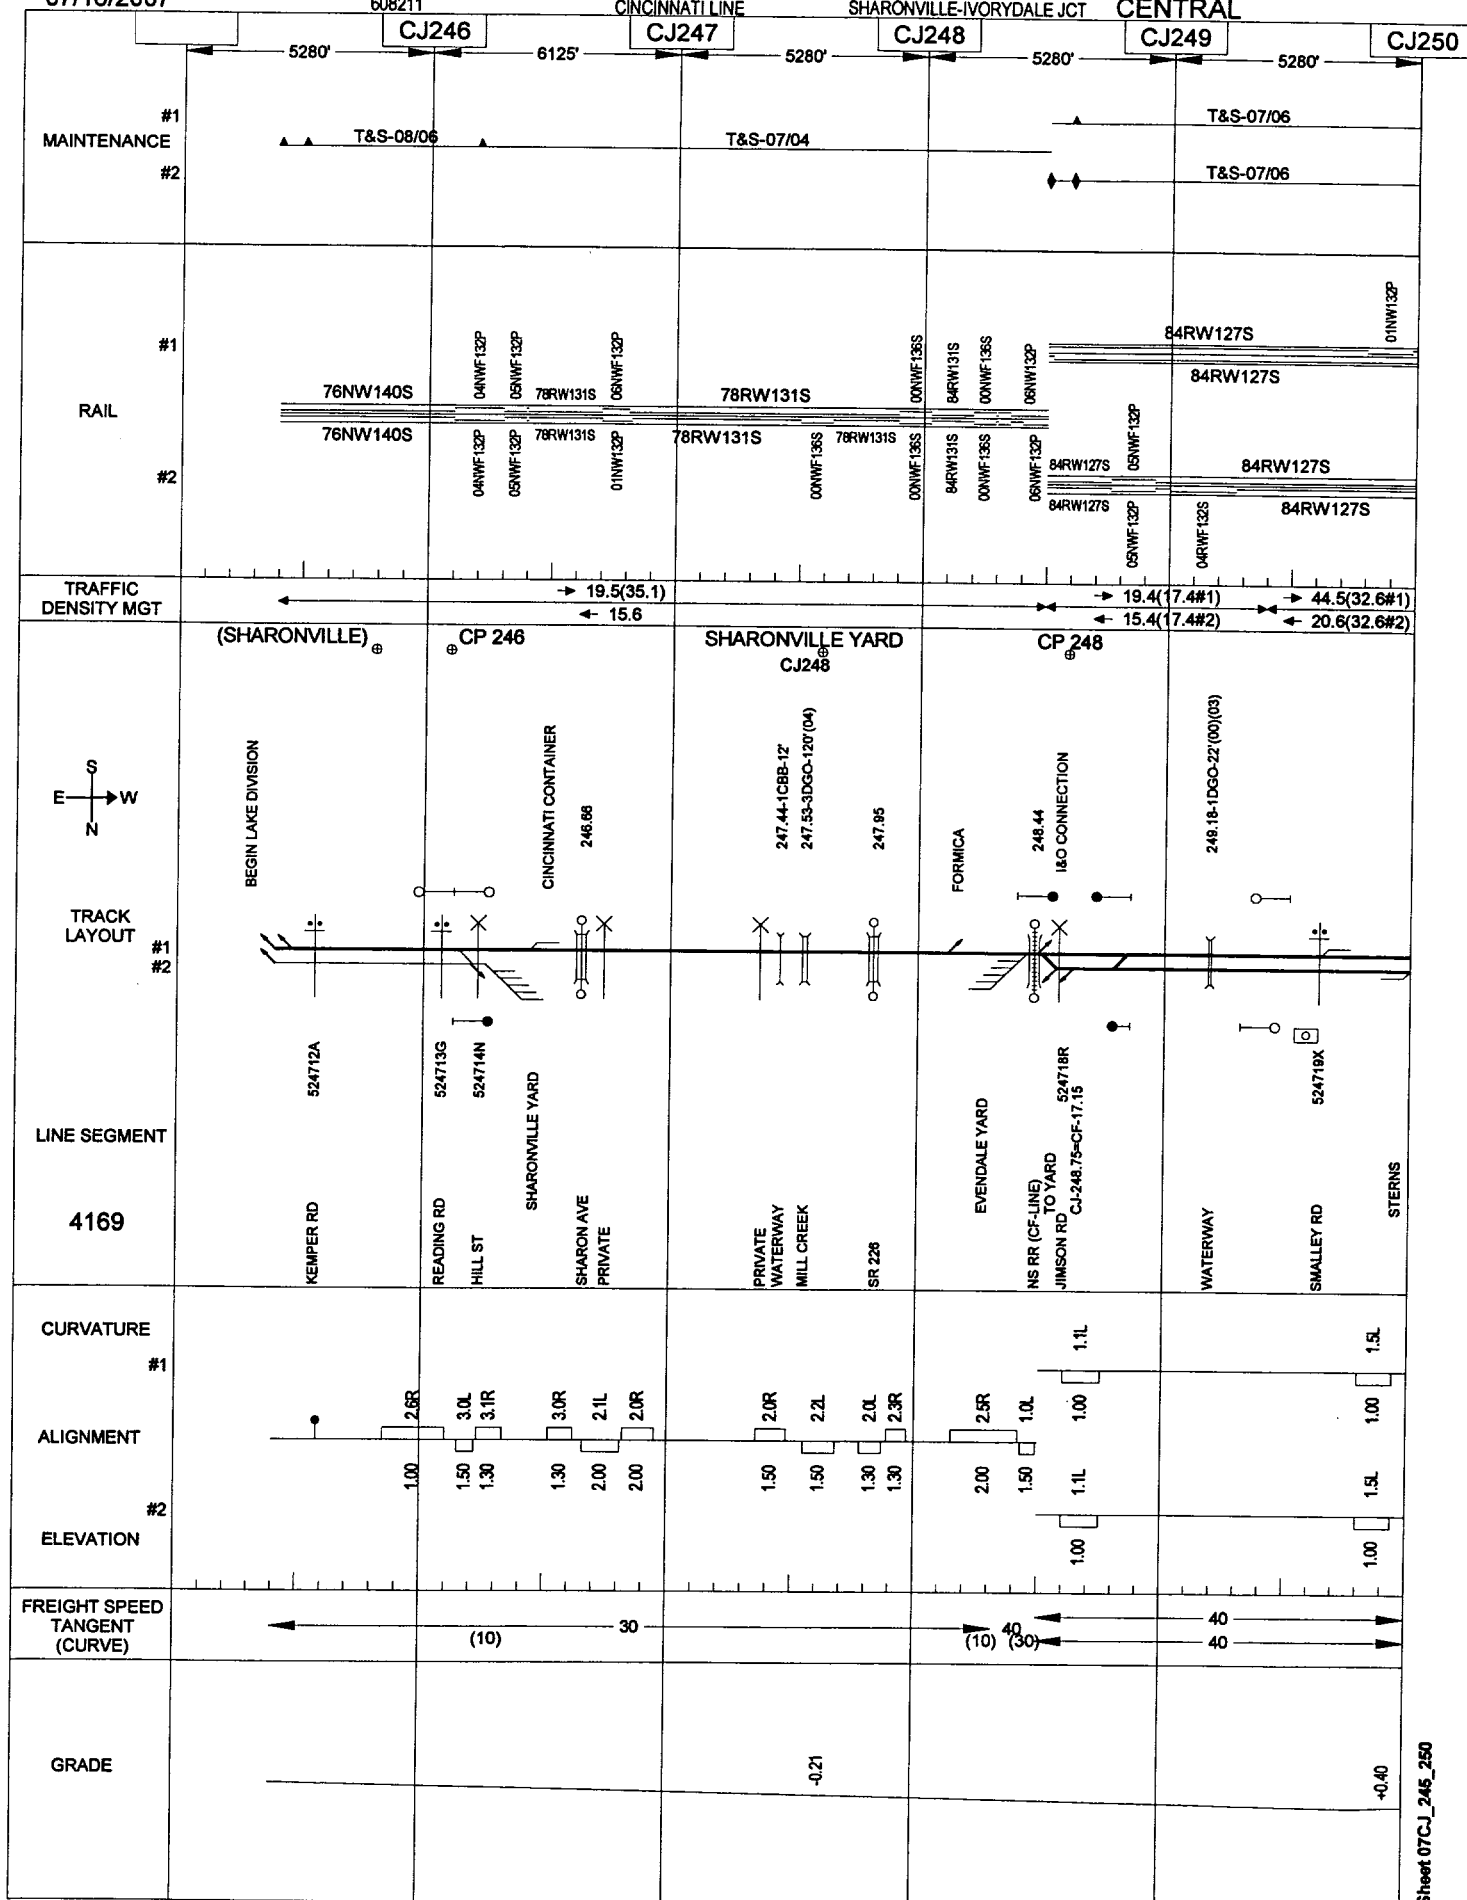 608211 CINCINNATI LINE SHARONVILLE-IVORYDALE JCT CENTRAL
CJ246 CJ247 CJ248 CJ249 CJ250
5280' 6125' 5280' 5280' 5280'
#1
MAINTENANCE
#2
T&S-08/06 T&S-07/04
T&S-07/06
T&S-07/06
#1
RAIL
#2
01NW132P
84RW127S
84RW127S
04NWF132P 05NWF132P 06NWF132P 00NWF136S 84RW131S 00NWF136S 06NW132P
76NW140S 78RW131S 78RW131S
76NW140S 78RW131S 78RW131S 78RW131S
04NWF132P 05NWF132P 01NW132P 00NWF136S 00NWF136S 84RW131S 00NWF136S 06NWF132P
84RW127S 05NWF132P 84RW127S
84RW127S 05NWF132P 04RWF132S 84RW127S
TRAFFIC
DENSITY MGT
19.5(35.1) 19.4(17.4#1) 44.5(32.6#1)
15.6 15.4(17.4#2) 20.6(32.6#2)
(SHARONVILLE) CP 246 SHARONVILLE YARD CP 248
CJ248
S
E W
N
BEGIN LAKE DIVISION
CINCINNATI CONTAINER
246.66
247.44-1CBB-12'
247.53-3DGO-120'(04)
247.95
FORMICA
248.44
I&O CONNECTION
249.18-1DGO-22'(00)(03)
TRACK
LAYOUT
#1
#2
524712A
524713G
524714N
SHARONVILLE YARD
EVENDALE YARD
524718R
CJ-248.75=CF-17.15
524719X
LINE SEGMENT
4169
KEMPER RD
READING RD
HILL ST
SHARON AVE
PRIVATE
PRIVATE
WATERWAY
MILL CREEK
SR 226
NS RR (CF-LINE)
TO YARD
JIMSON RD
WATERWAY
SMALLEY RD
STERNS
CURVATURE
#1
ALIGNMENT
#2
ELEVATION
1.1L 1.5L
1.00 1.00
2.6R 3.0L 3.1R 3.0R 2.1L 2.0R 2.0R 2.2L 2.0L 2.3R 2.5R 1.0L
1.00 1.50 1.30 1.30 2.00 2.00 1.50 1.50 1.30 1.30 2.00 1.50
1.1L 1.5L
1.00 1.00
FREIGHT SPEED
TANGENT
(CURVE)
30 40 40
(10) (10) (30) 40
GRADE
-0.21
+0.40
Sheet 07CJ_245_250